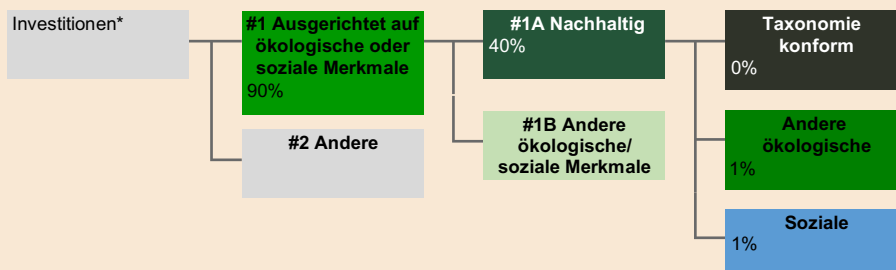 Investitionen*
#1 Ausgerichtet auf
ökologische oder
soziale Merkmale
90%
#2 Andere
#1A Nachhaltig
40%
#1B Andere
ökologische/
soziale Merkmale
Taxonomie
konform
0%
Andere
ökologische
1%
Soziale
1%